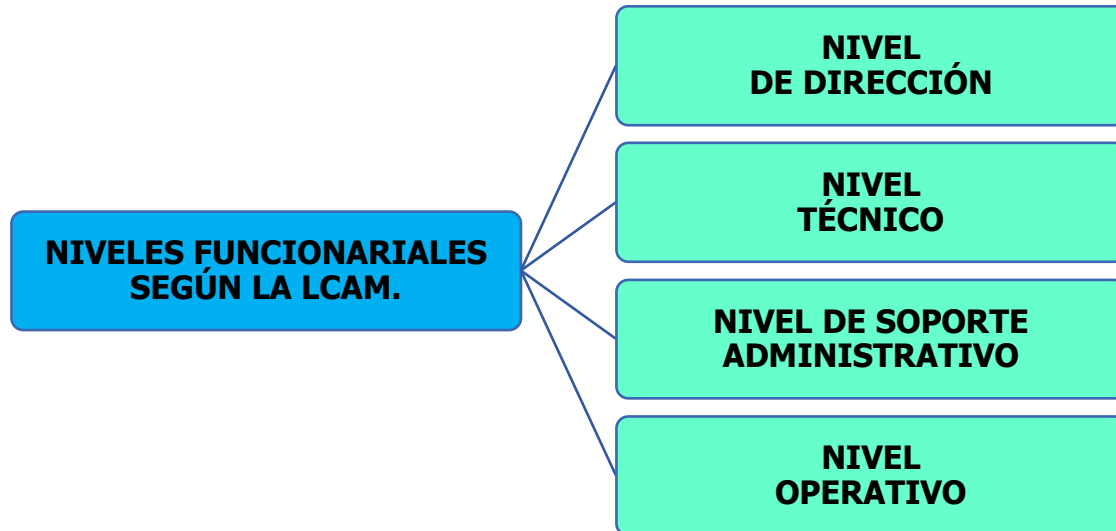 NIVEL
DE DIRECCIÓN
NIVEL
TÉCNICO
NIVELES FUNCIONARIALES
SEGÚN LA LCAM.
NIVEL DE SOPORTE
ADMINISTRATIVO
NIVEL
OPERATIVO